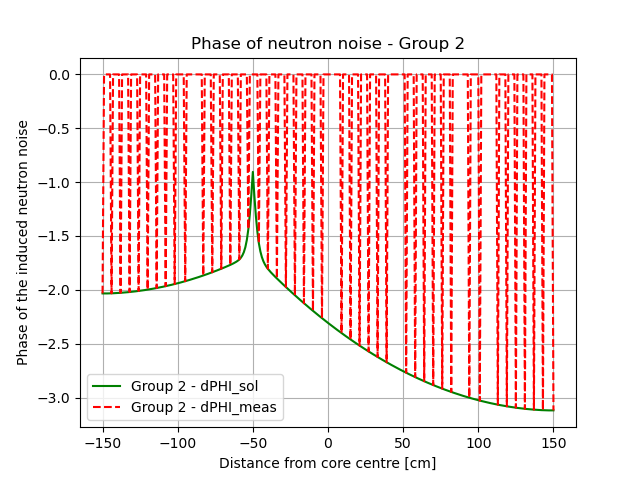 Phase of neutron noise - Group 2
Phase of the induced neutron noise
0.0
−0.5
−1.0
−1.5
−2.0
−2.5
−3.0
Group 2 - dPHI_sol
Group 2 - dPHI_meas
−150
−100
−50
0
50
100
150
Distance from core centre [cm]